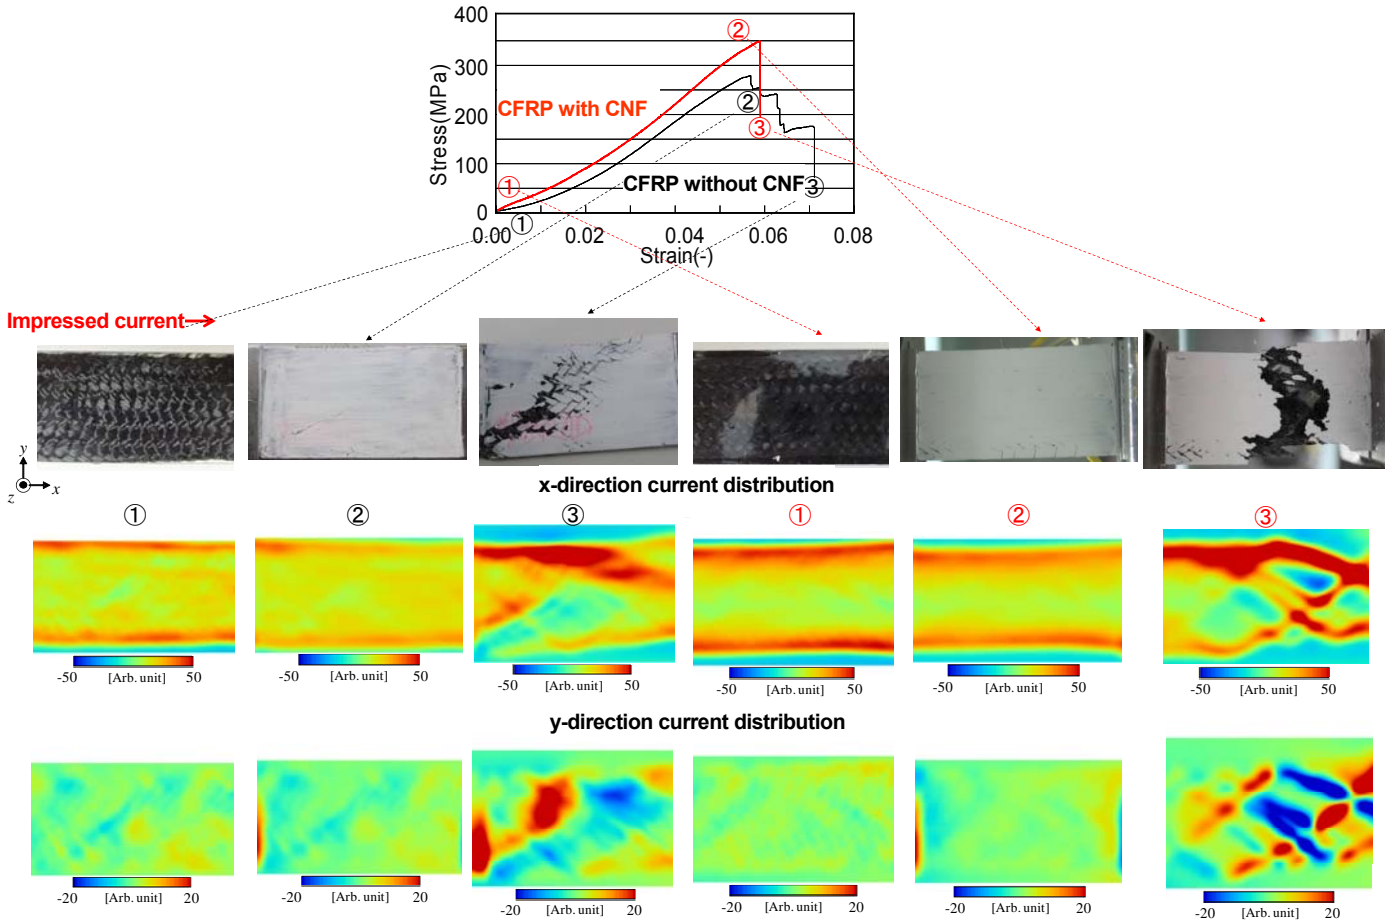 400
300
200
100
0
Stress(MPa)
②
CFRP with CNF
②
③
①
CFRP without CNF
③
①
0.00
0.02
0.04
0.06
0.08
Strain(-)
Impressed current→
y
z
x
x-direction current distribution
①
②
③
①
②
③
-50 [Arb. unit] 50
-50 [Arb. unit] 50
-50 [Arb. unit] 50
-50 [Arb. unit] 50
-50 [Arb. unit] 50
-50 [Arb. unit] 50
y-direction current distribution
-20 [Arb. unit] 20
-20 [Arb. unit] 20
-20 [Arb. unit] 20
-20 [Arb. unit] 20
-20 [Arb. unit] 20
-20 [Arb. unit] 20